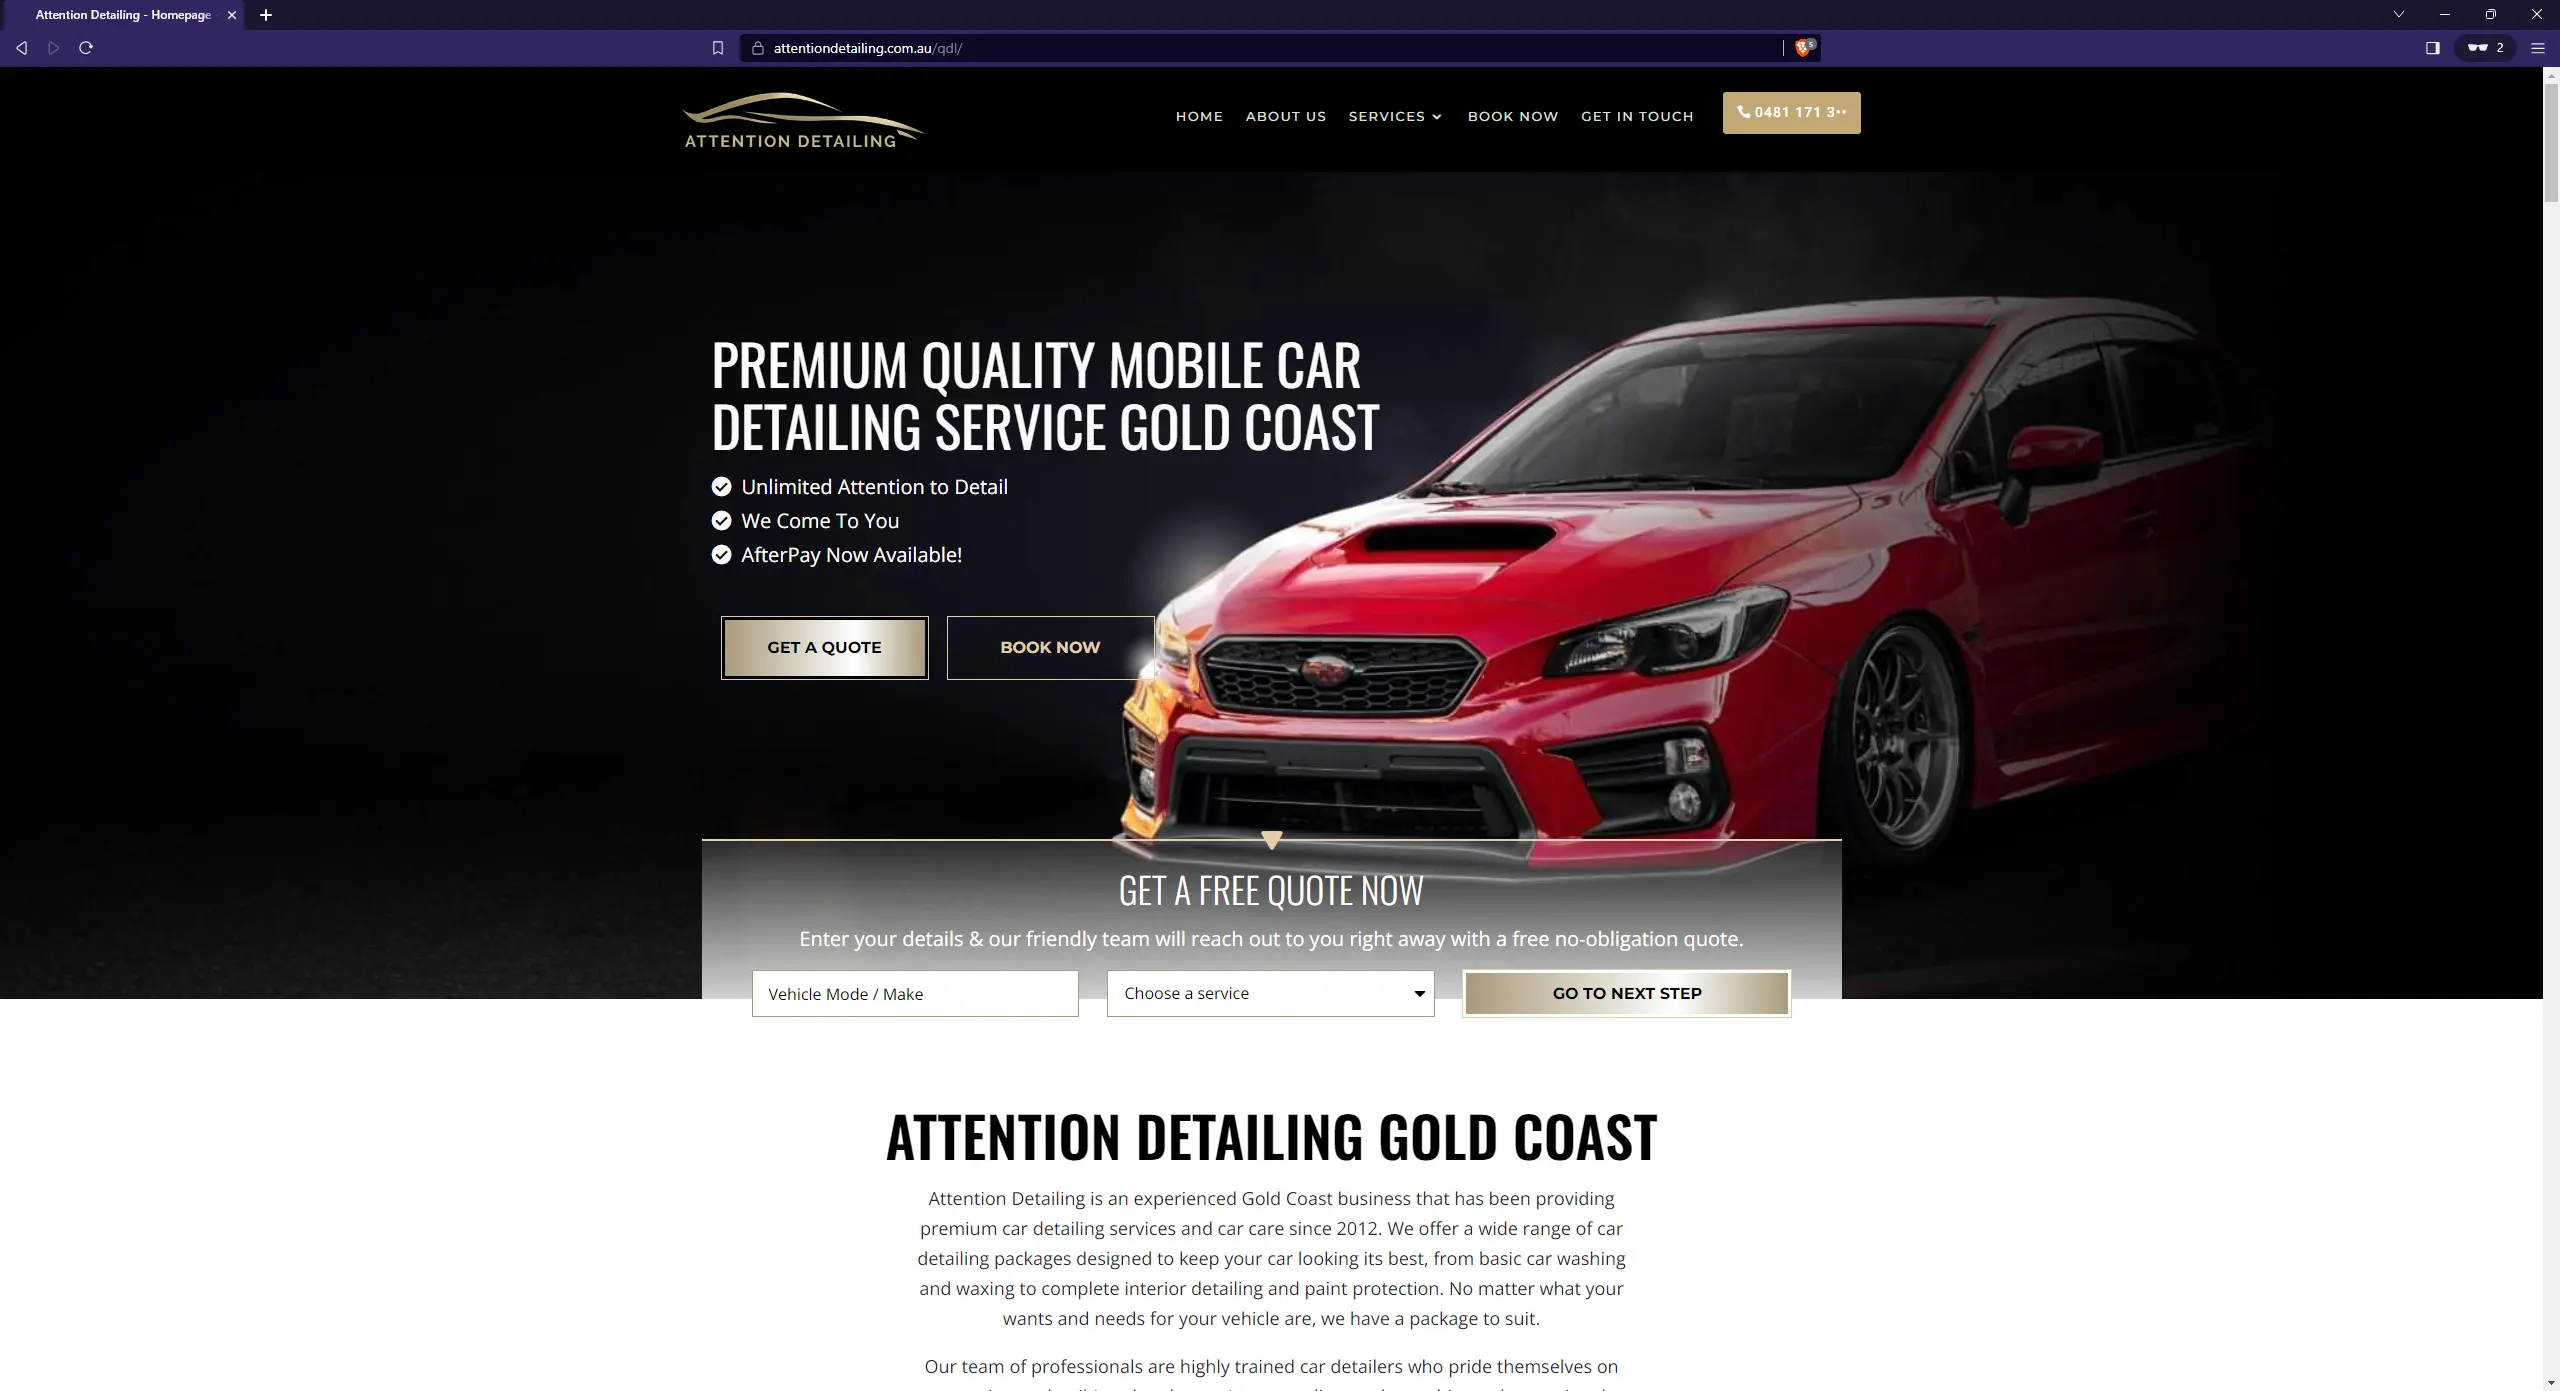 Attention Detailing - Homepage
attentiondetailing.com.au/qdl/
5
2
ATTENTION DETAILING
HOME
ABOUT US
SERVICES
BOOK NOW
GET IN TOUCH
0481 171 3••
PREMIUM QUALITY MOBILE CAR
DETAILING SERVICE GOLD COAST
Unlimited Attention to Detail
We Come To You
AfterPay Now Available!
GET A QUOTE
BOOK NOW
GET A FREE QUOTE NOW
Enter your details & our friendly team will reach out to you right away with a free no-obligation quote.
Vehicle Mode / Make
Choose a service
GO TO NEXT STEP
ATTENTION DETAILING GOLD COAST
Attention Detailing is an experienced Gold Coast business that has been providing
premium car detailing services and car care since 2012. We offer a wide range of car
detailing packages designed to keep your car looking its best, from basic car washing
and waxing to complete interior detailing and paint protection. No matter what your
wants and needs for your vehicle are, we have a package to suit.
Our team of professionals are highly trained car detailers who pride themselves on